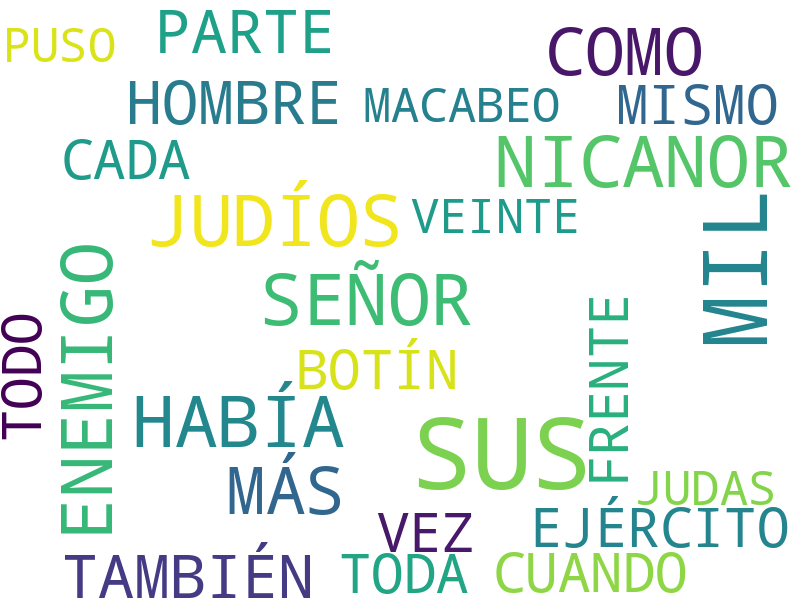 PUSO
PARTE
COMO
HOMBRE
MACABEO
MISMO
CADA
NICANOR
JUDÍOS
VEINTE
MIL
SEÑOR
ENEMIGO
TODO
BOTÍN
FRENTE
HABÍA
SUS
MÁS
JUDAS
VEZ
EJÉRCITO
TAMBIÉN
TODA
CUANDO